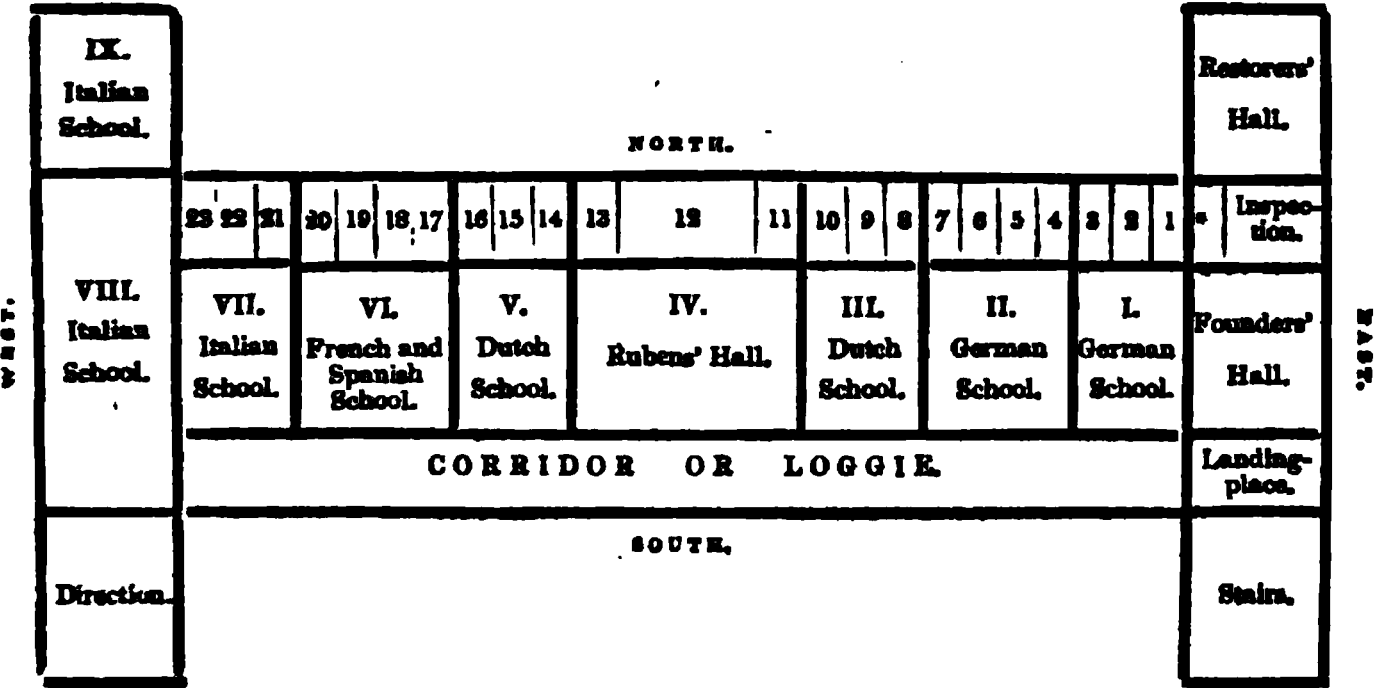 IX.
Italian
School.
Restorers'
Hall.
NORTH.
23 22 21 20 19 18 17 16 15 14 13 12 11 10 9 8 7 6 5 4 3 2 1 *
Inspec-
tion.
WEST.
VIII.
Italian
School.
VII.
Italian
School.
VI.
French and
Spanish
School.
V.
Dutch
School.
IV.
Rubens' Hall.
III.
Dutch
School.
II.
German
School.
I.
German
School.
Founders'
Hall.
EAST.
CORRIDOR OR LOGGIE.
Landing-
place.
SOUTH.
Direction.
Stairs.